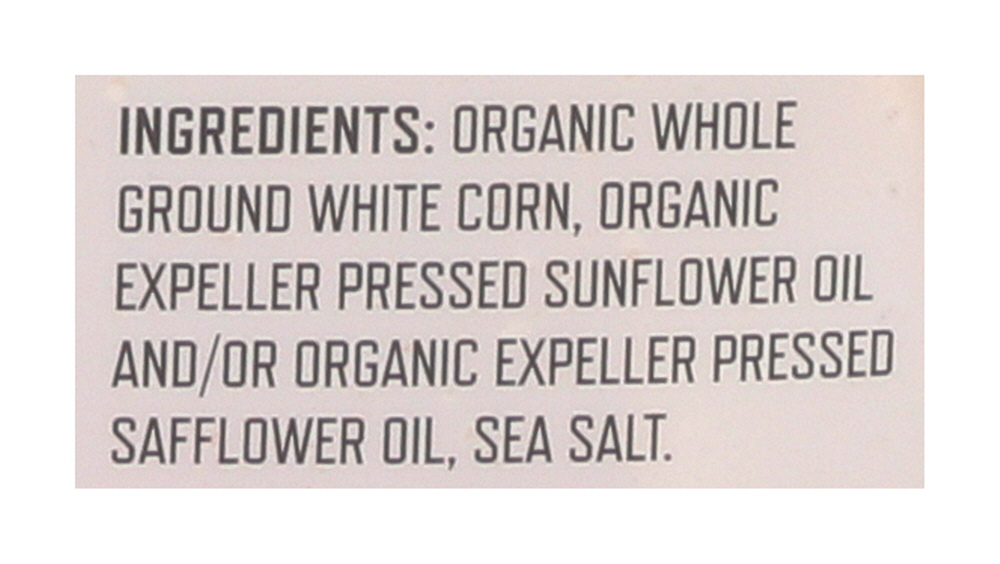 INGREDIENTS: ORGANIC WHOLE
GROUND WHITE CORN, ORGANIC
EXPELLER PRESSED SUNFLOWER OIL
AND/OR ORGANIC EXPELLER PRESSED
SAFFLOWER OIL, SEA SALT.